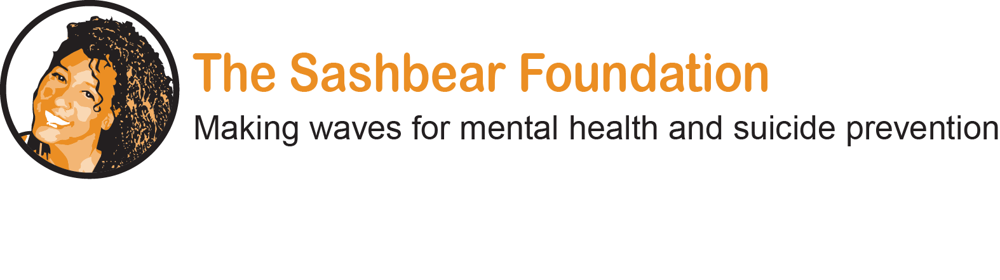 The Sashbear Foundation
Making waves for mental health and suicide prevention